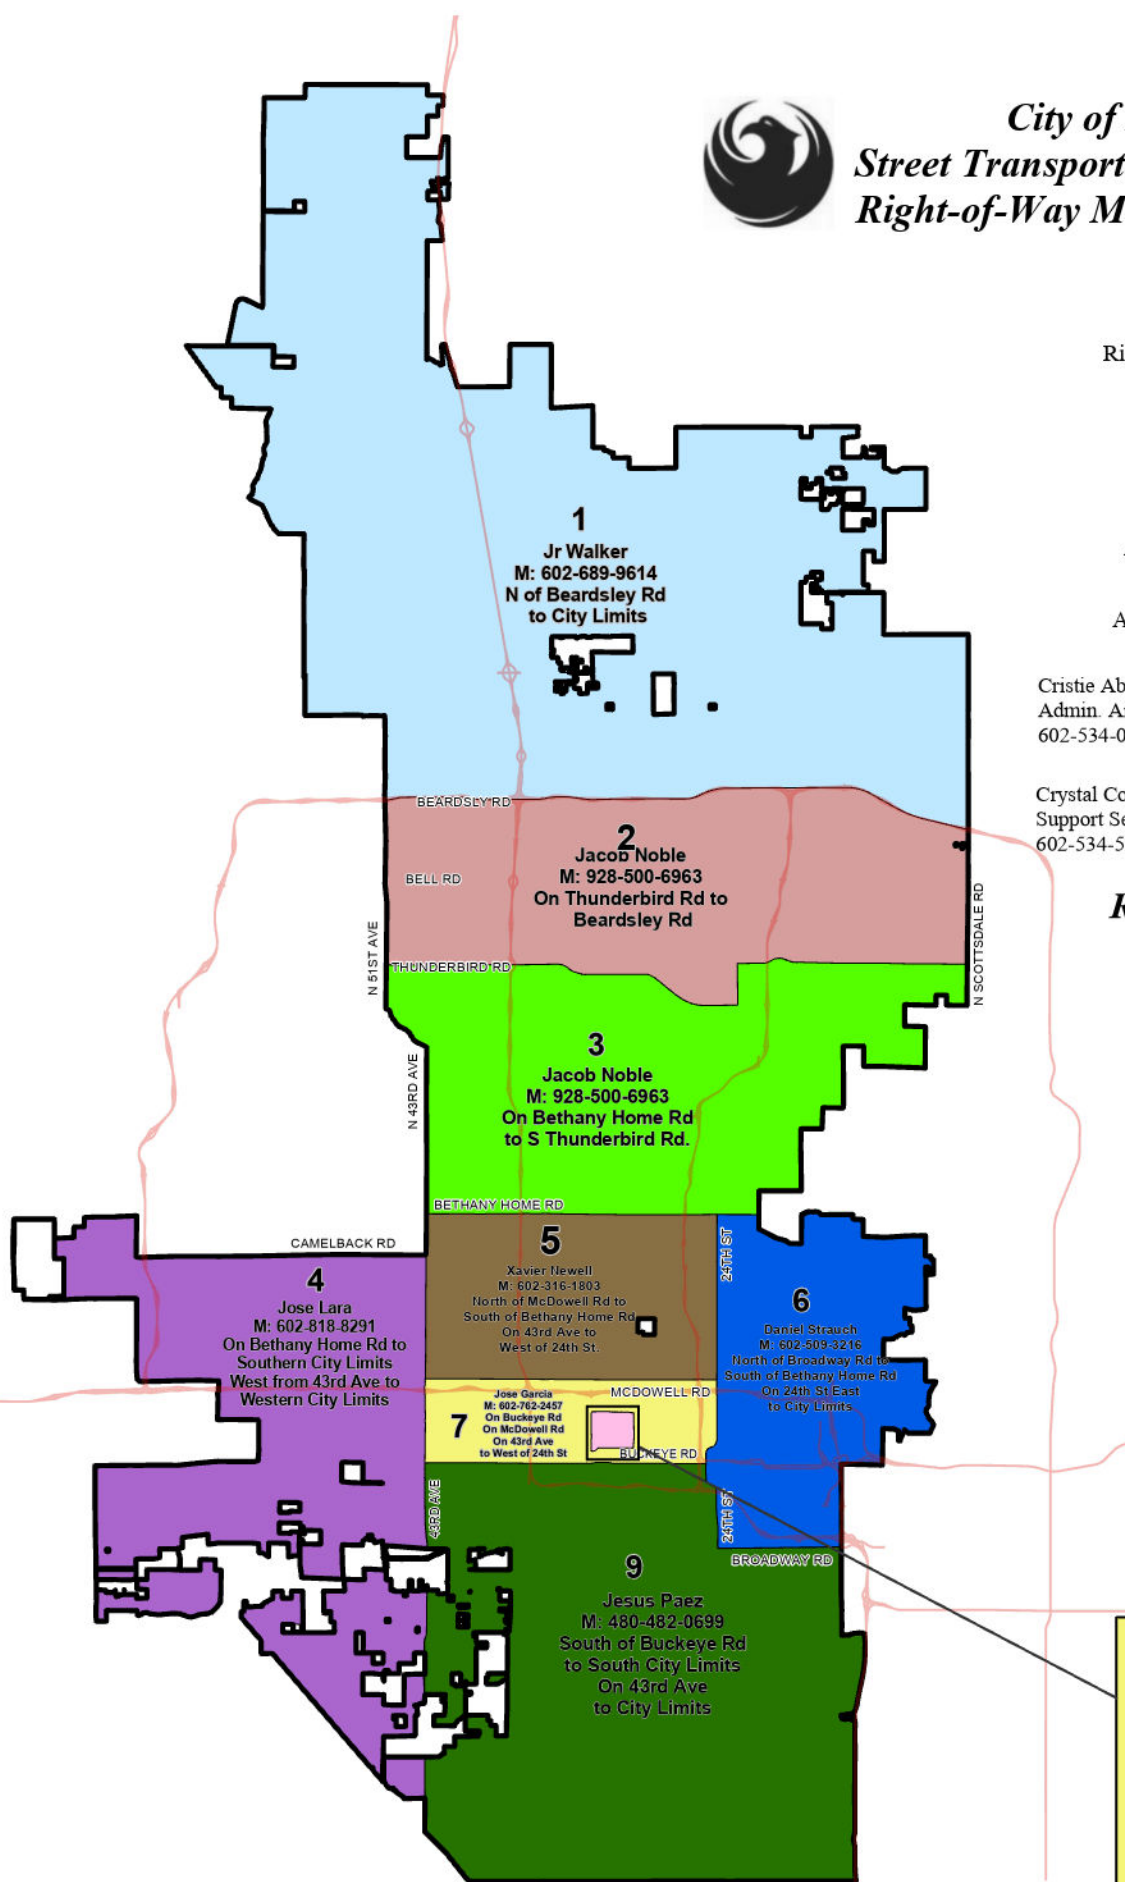 City of
Street Transport
Right-of-Way M
Ri
A
Cristie Ab
Admin. A
602-534-0
Crystal Co
Support Se
602-534-5
1
Jr Walker
M: 602-689-9614
N of Beardsley Rd
to City Limits
BEARDSLY RD
2
Jacob Noble
M: 928-500-6963
On Thunderbird Rd to
Beardsley Rd
BELL RD
N 51ST AVE
THUNDERBIRD RD
N SCOTTSDALE RD
3
Jacob Noble
M: 928-500-6963
On Bethany Home Rd
to S Thunderbird Rd.
N 43RD AVE
BETHANY HOME RD
CAMELBACK RD
4
Jose Lara
M: 602-818-8291
On Bethany Home Rd to
Southern City Limits
West from 43rd Ave to
Western City Limits
5
Xavier Newell
M: 602-316-1803
North of McDowell Rd to
South of Bethany Home Rd
On 43rd Ave to
West of 24th St.
24TH ST
6
Daniel Strauch
M: 602-509-3216
North of Broadway Rd to
South of Bethany Home Rd
On 24th St East
to City Limits
MCDOWELL RD
7
Jose Garcia
M: 602-762-2457
On Buckeye Rd
On McDowell Rd
On 43rd Ave
to West of 24th St
BUCKEYE RD
43RD AVE
24TH ST
BROADWAY RD
9
Jesus Paez
M: 480-482-0699
South of Buckeye Rd
to South City Limits
On 43rd Ave
to City Limits